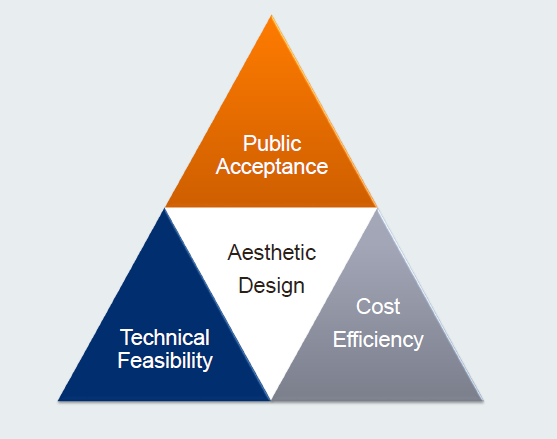 Public
Acceptance
Aesthetic
Design
Technical
Feasibility
Cost
Efficiency